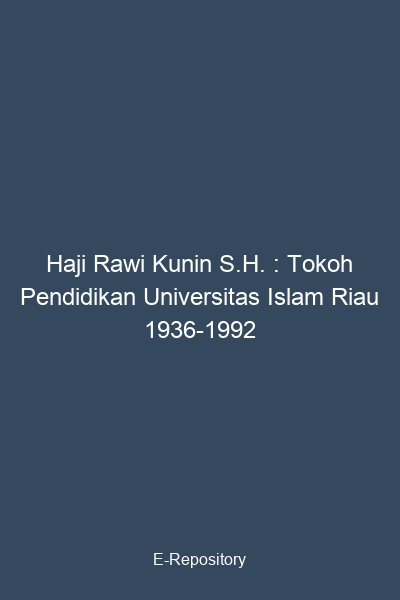 Haji Rawi Kunin S.H. : Tokoh
Pendidikan Universitas Islam Riau
1936-1992
E-Repository